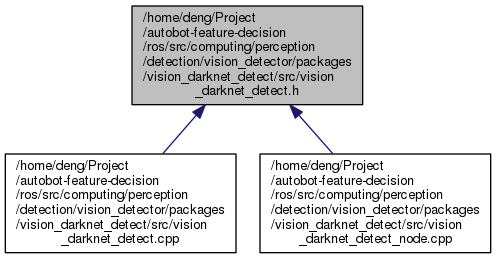 /home/deng/Project
/autobot-feature-decision
/ros/src/computing/perception
/detection/vision_detector/packages
/vision_darknet_detect/src/vision
_darknet_detect.h
/home/deng/Project
/autobot-feature-decision
/ros/src/computing/perception
/detection/vision_detector/packages
/vision_darknet_detect/src/vision
_darknet_detect.cpp
/home/deng/Project
/autobot-feature-decision
/ros/src/computing/perception
/detection/vision_detector/packages
/vision_darknet_detect/src/vision
_darknet_detect_node.cpp